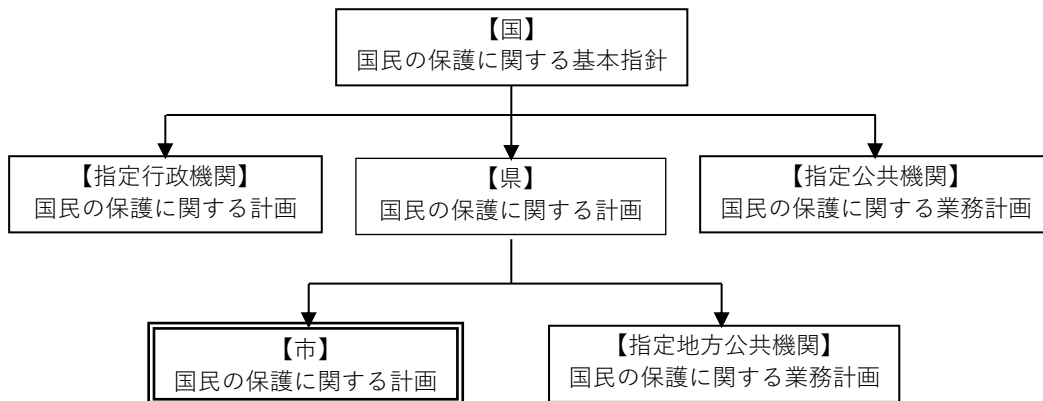 【国】
国民の保護に関する基本指針
【指定行政機関】
国民の保護に関する計画
【県】
国民の保護に関する計画
【指定公共機関】
国民の保護に関する業務計画
【市】
国民の保護に関する計画
【指定地方公共機関】
国民の保護に関する業務計画